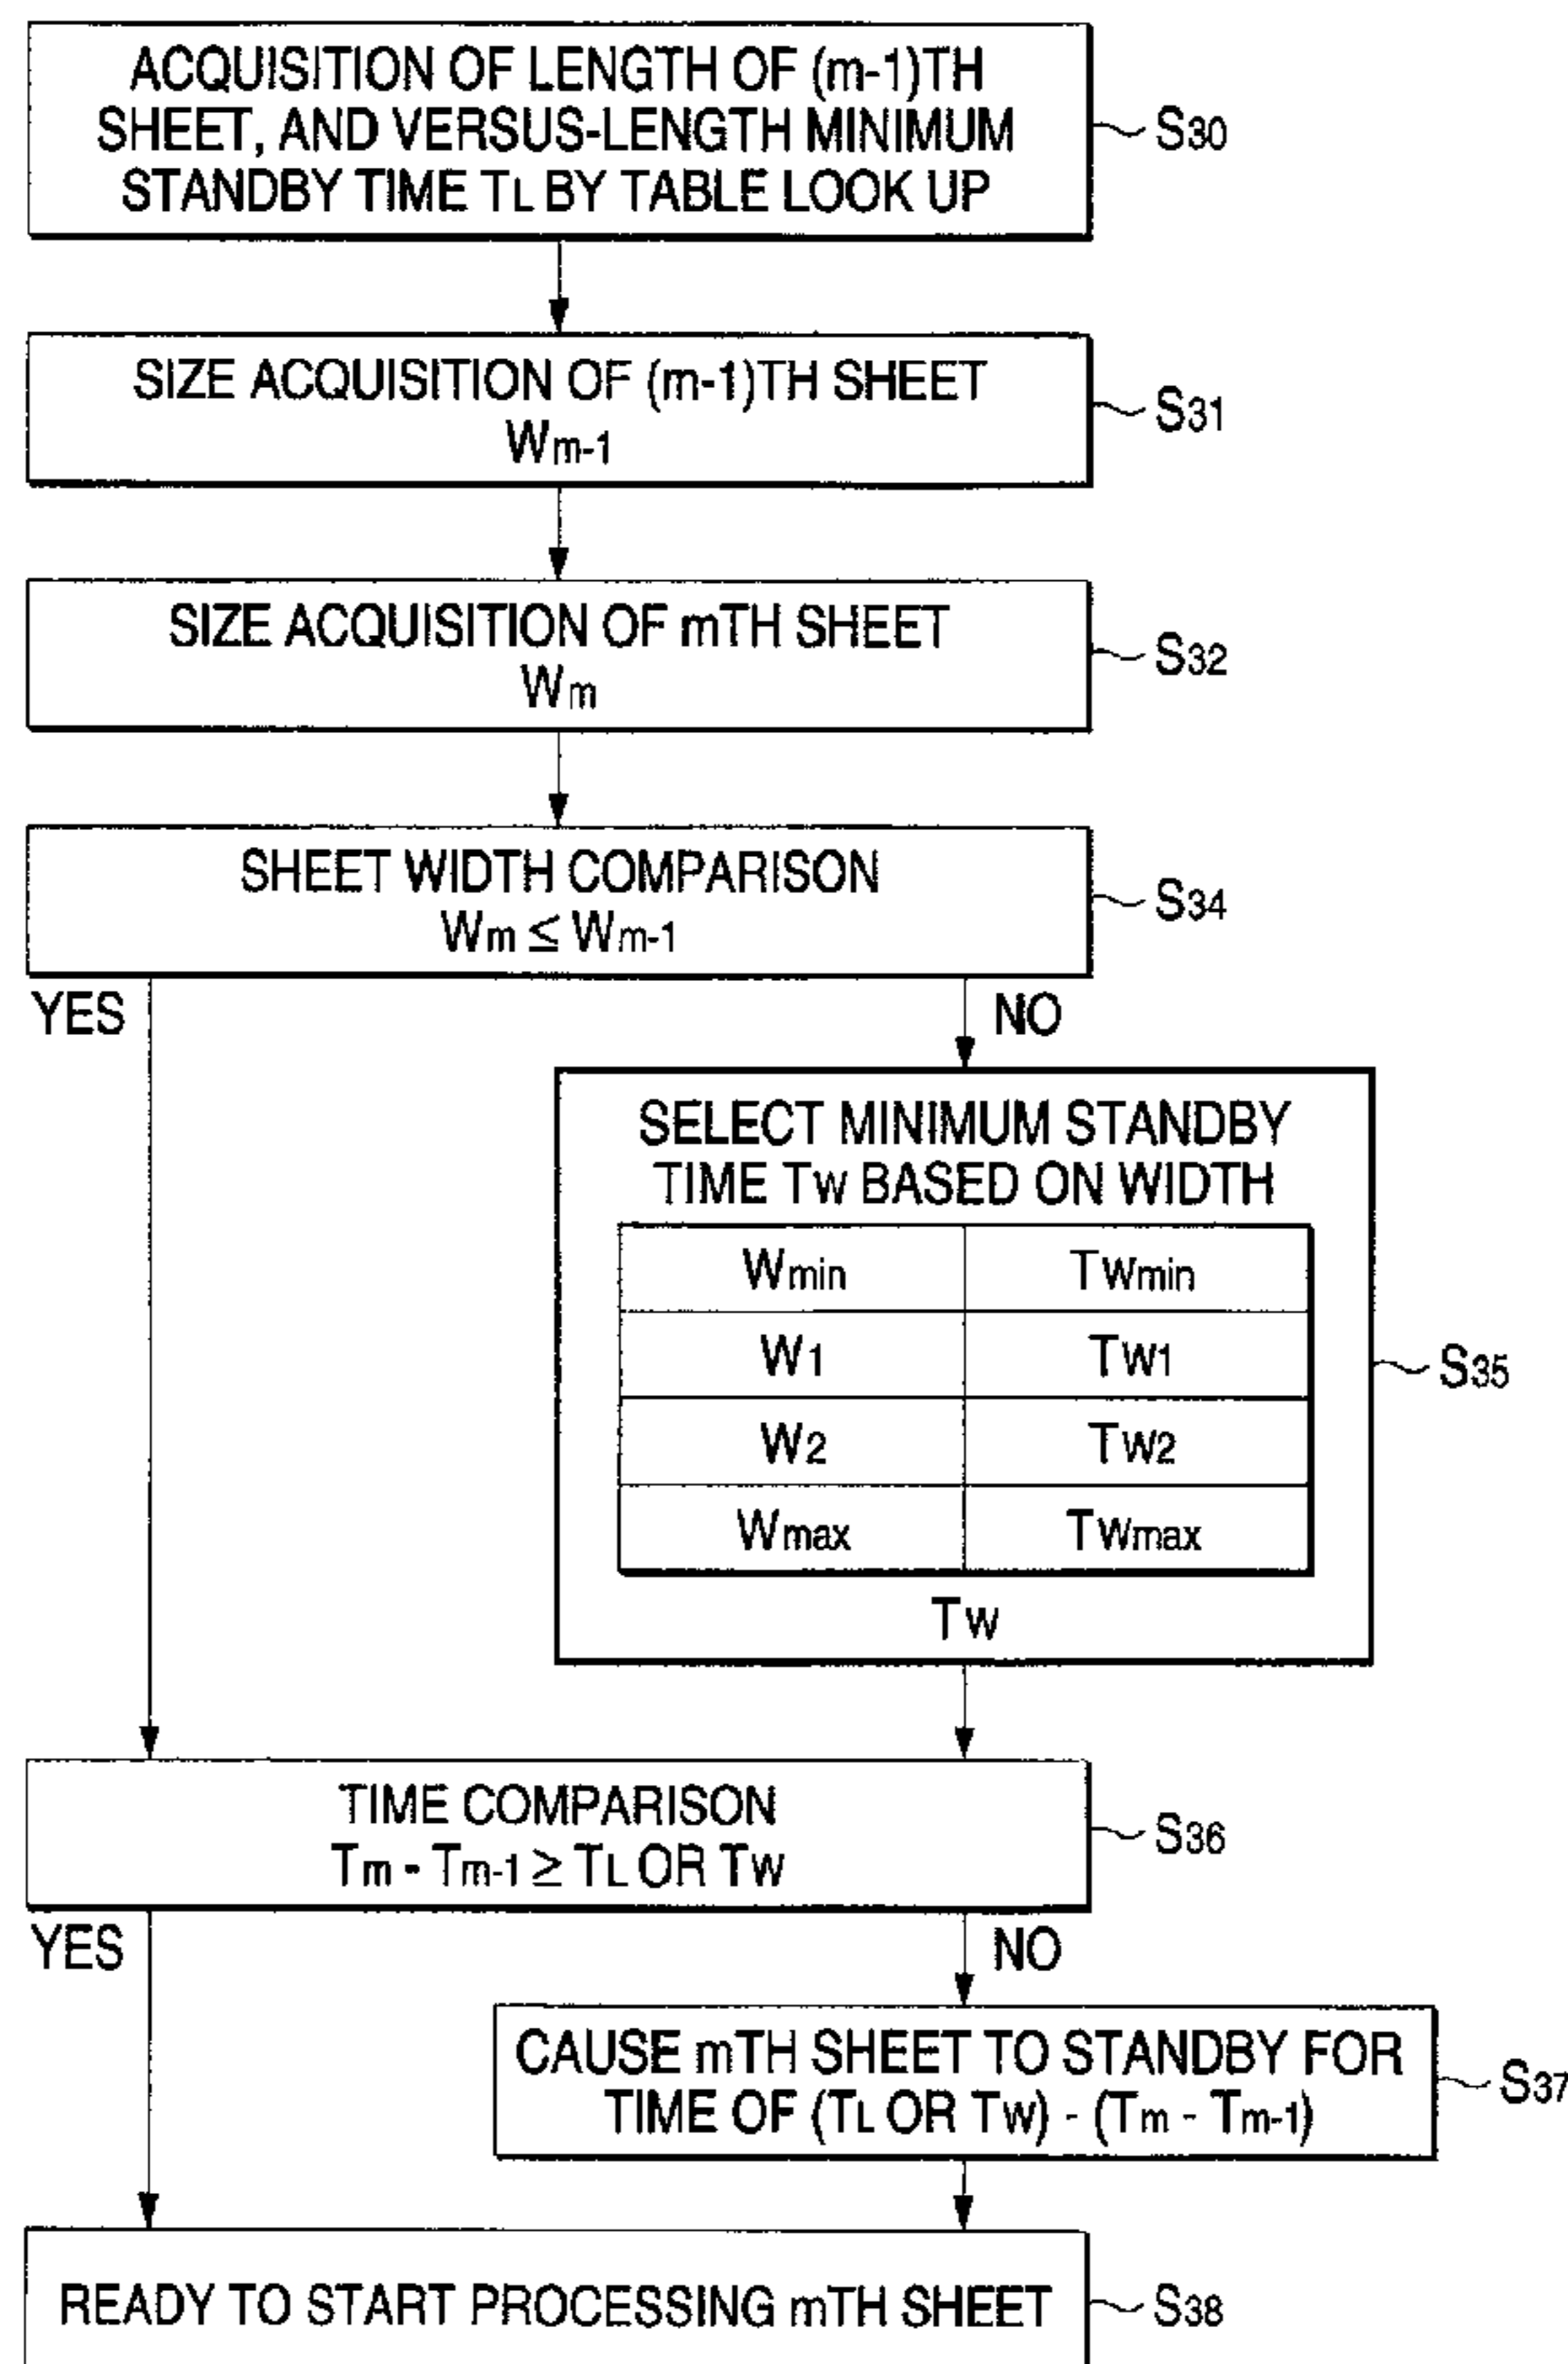 ACQUISITION OF LENGTH OF (m-1)TH
SHEET, AND VERSUS-LENGTH MINIMUM
STANDBY TIME TL BY TABLE LOOK UP
S30
SIZE ACQUISITION OF (m-1)TH SHEET
Wm-1
S31
SIZE ACQUISITION OF mTH SHEET
Wm
S32
SHEET WIDTH COMPARISON
Wm ≤ Wm-1
S34
YES
NO
SELECT MINIMUM STANDBY
TIME TW BASED ON WIDTH
Wmin TWmin
W1 TW1
W2 TW2
Wmax TWmax
TW
S35
TIME COMPARISON
Tm - Tm-1 ≥ TL OR TW
S36
YES
NO
CAUSE mTH SHEET TO STANDBY FOR
TIME OF (TL OR TW) - (Tm - Tm-1)
S37
READY TO START PROCESSING mTH SHEET
S38